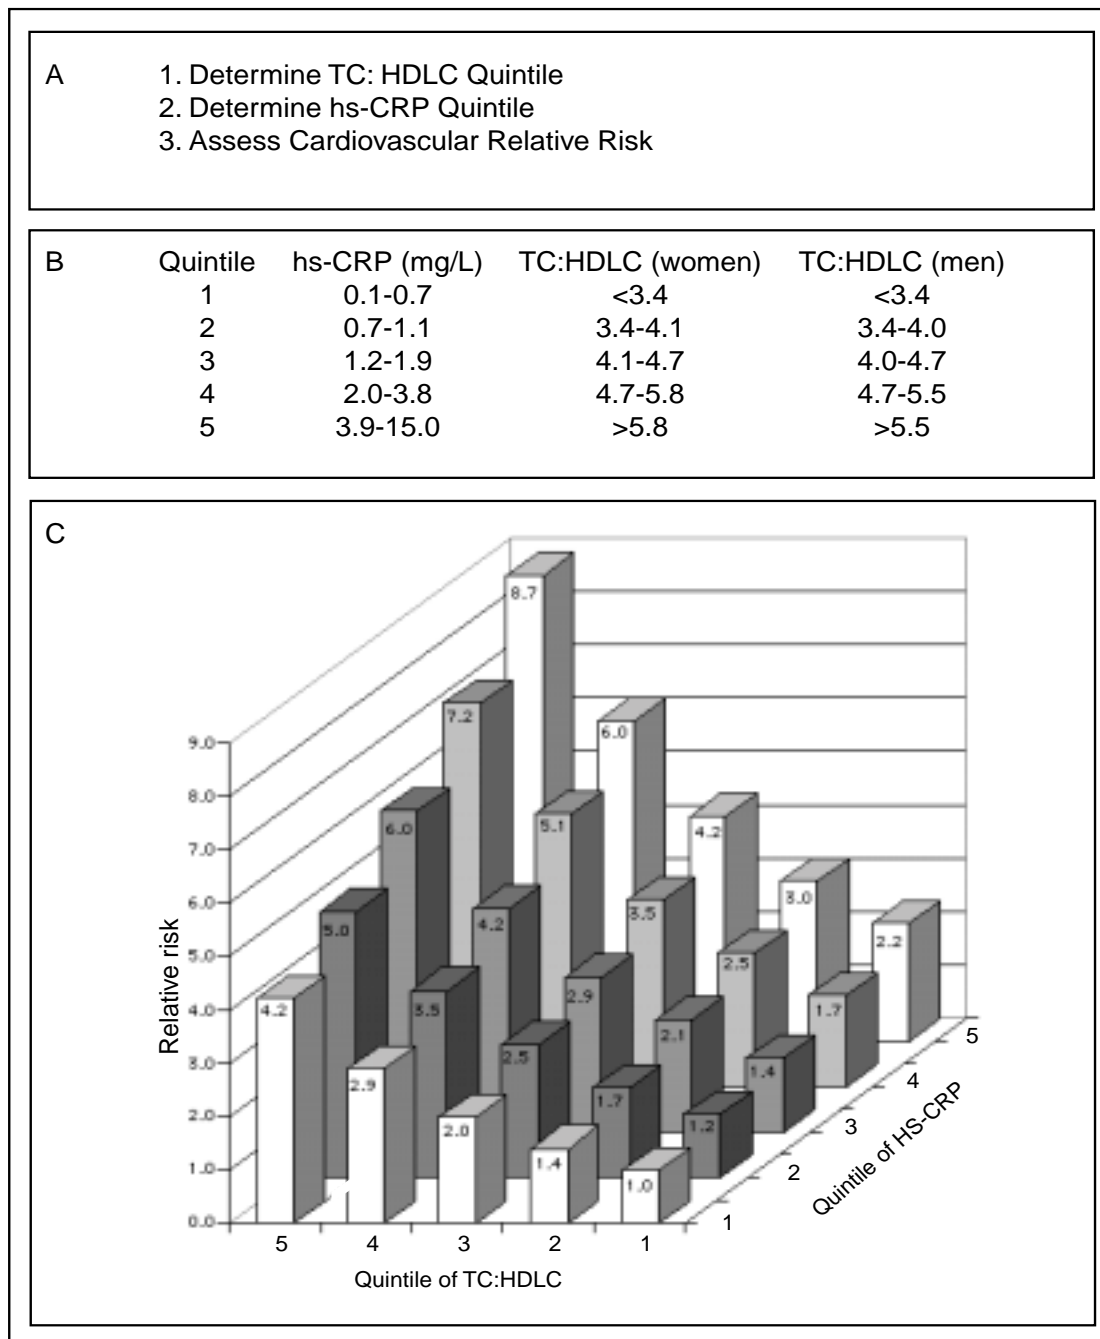 A
1. Determine TC: HDLC Quintile
2. Determine hs-CRP Quintile
3. Assess Cardiovascular Relative Risk
B Quintile hs-CRP (mg/L) TC:HDLC (women) TC:HDLC (men)
1 0.1-0.7 <3.4 <3.4
2 0.7-1.1 3.4-4.1 3.4-4.0
3 1.2-1.9 4.1-4.7 4.0-4.7
4 2.0-3.8 4.7-5.8 4.7-5.5
5 3.9-15.0 >5.8 >5.5
C
Relative risk
9.0
8.0
7.0
6.0
5.0
4.0
3.0
2.0
1.0
0.0
8.7 6.0 4.2 3.0 2.2
7.2 5.1 3.5 2.5 1.7
6.0 4.2 2.9 2.1 1.4
5.0 3.5 2.5 1.7 1.2
4.2 2.9 2.0 1.4 1.0
5 4 3 2 1
Quintile of TC:HDLC
1 2 3 4 5
Quintile of HS-CRP